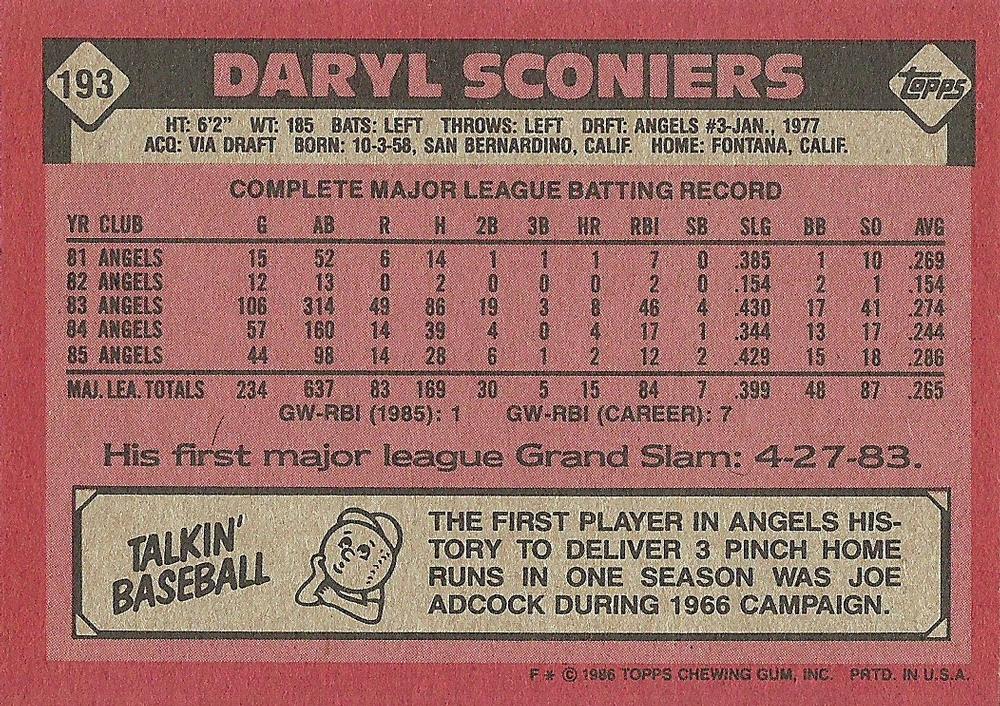 193 DARYL SCONIERS TOPPS
HT: 6'2" WT: 185 BATS: LEFT THROWS: LEFT DRFT: ANGELS #3-JAN., 1977
ACQ: VIA DRAFT BORN: 10-3-58, SAN BERNARDINO, CALIF. HOME: FONTANA, CALIF.
COMPLETE MAJOR LEAGUE BATTING RECORD
YR CLUB G AB R H 2B 3B HR RBI SB SLG BB SO AVG
81 ANGELS 15 52 6 14 1 1 1 7 0 .385 1 10 .269
82 ANGELS 12 13 0 2 0 0 0 2 0 .154 2 1 .154
83 ANGELS 106 314 49 86 19 3 8 46 4 .430 17 41 .274
84 ANGELS 57 160 14 39 4 0 4 17 1 .344 13 17 .244
85 ANGELS 44 98 14 28 6 1 2 12 2 .429 15 18 .286
MAJ. LEA. TOTALS 234 637 83 169 30 5 15 84 7 .399 48 87 .265
GW-RBI (1985): 1 GW-RBI (CAREER): 7
His first major league Grand Slam: 4-27-83.
TALKIN'
BASEBALL
THE FIRST PLAYER IN ANGELS HIS-
TORY TO DELIVER 3 PINCH HOME
RUNS IN ONE SEASON WAS JOE
ADCOCK DURING 1966 CAMPAIGN.
F * © 1986 TOPPS CHEWING GUM, INC. PRTD. IN U.S.A.